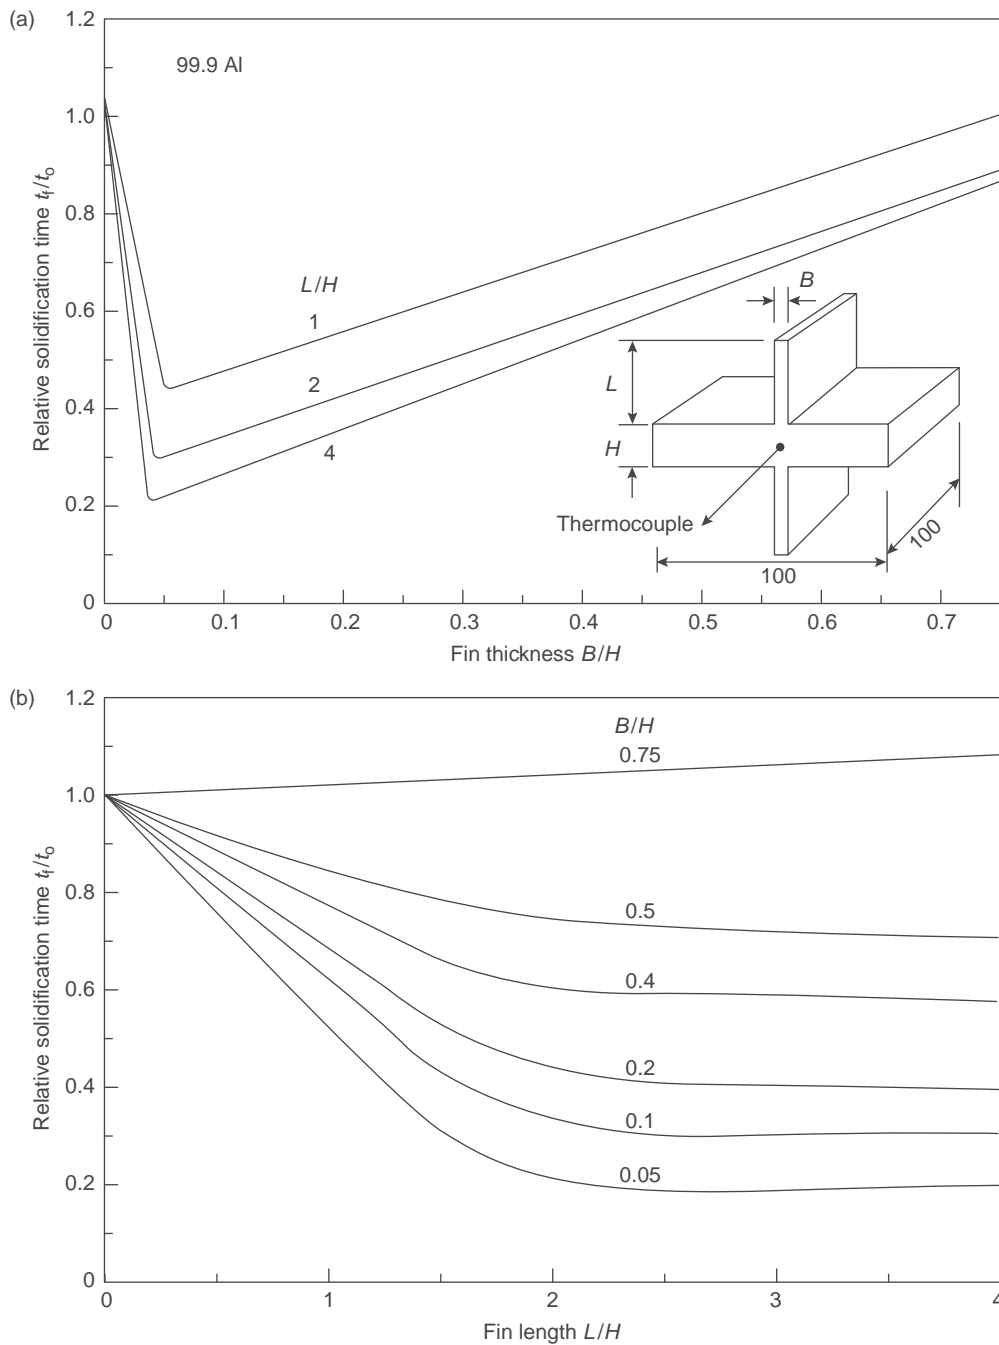 (a)
1.2
1.0
0.8
0.6
0.4
0.2
0
Relative solidification time tf/to
99.9 Al
L/H
1
2
4
B
L
H
Thermocouple
100
100
0 0.1 0.2 0.3 0.4 0.5 0.6 0.7
Fin thickness B/H
(b)
1.2
1.0
0.8
0.6
0.4
0.2
0
Relative solidification time tf/to
B/H
0.75
0.5
0.4
0.2
0.1
0.05
0 1 2 3 4
Fin length L/H